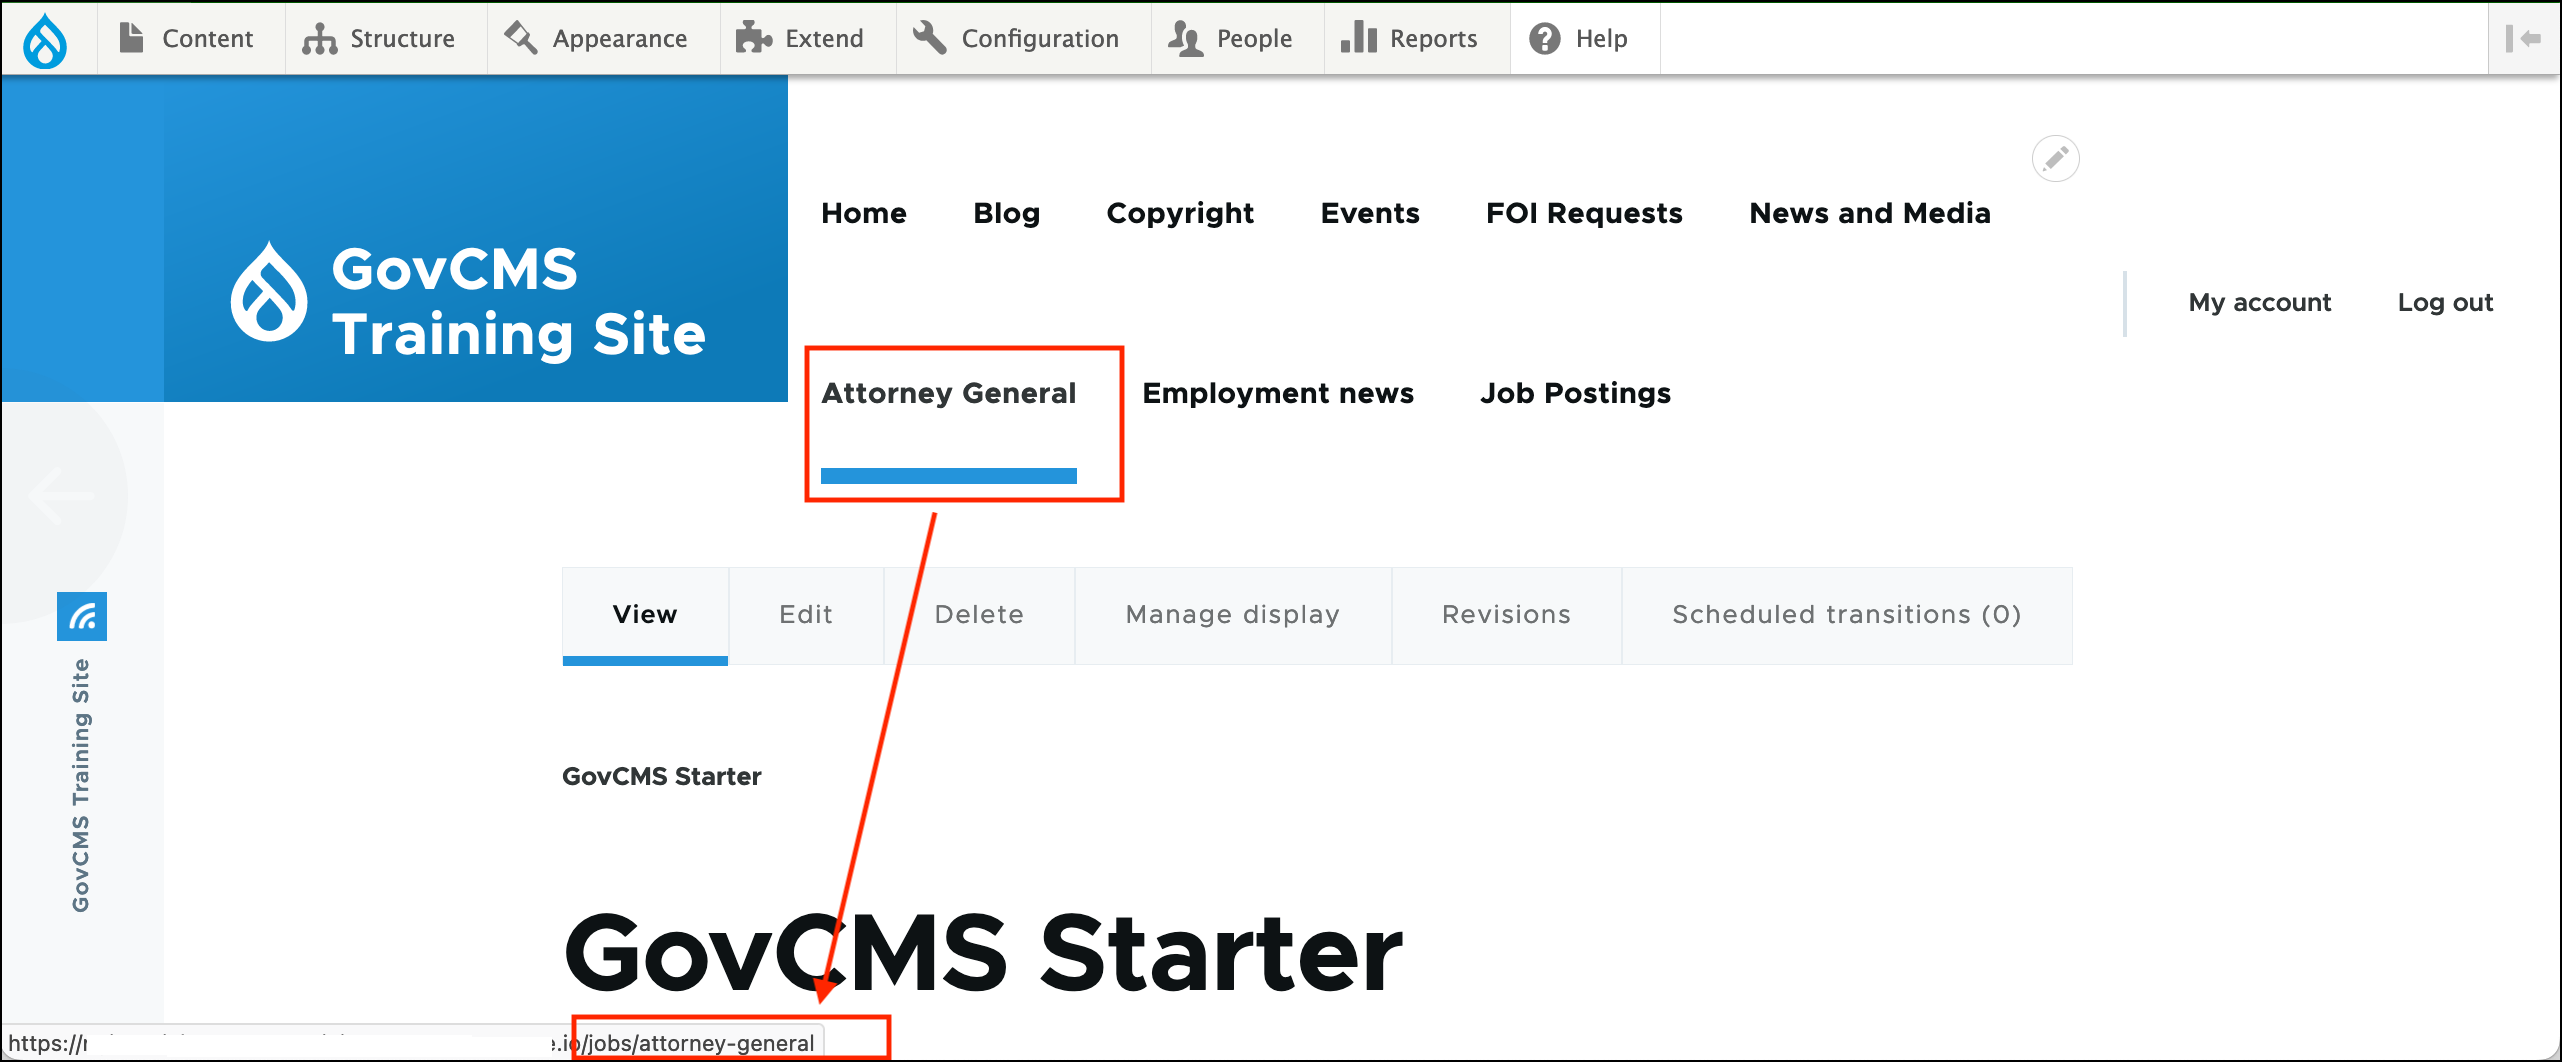 Content Structure Appearance Extend Configuration People Reports Help
GovCMS
Training Site
Home Blog Copyright Events FOI Requests News and Media
My account Log out
Attorney General Employment news Job Postings
View Edit Delete Manage display Revisions Scheduled transitions (0)
GovCMS Training Site
GovCMS Starter
GovCMS Starter
https:// .io/jobs/attorney-general